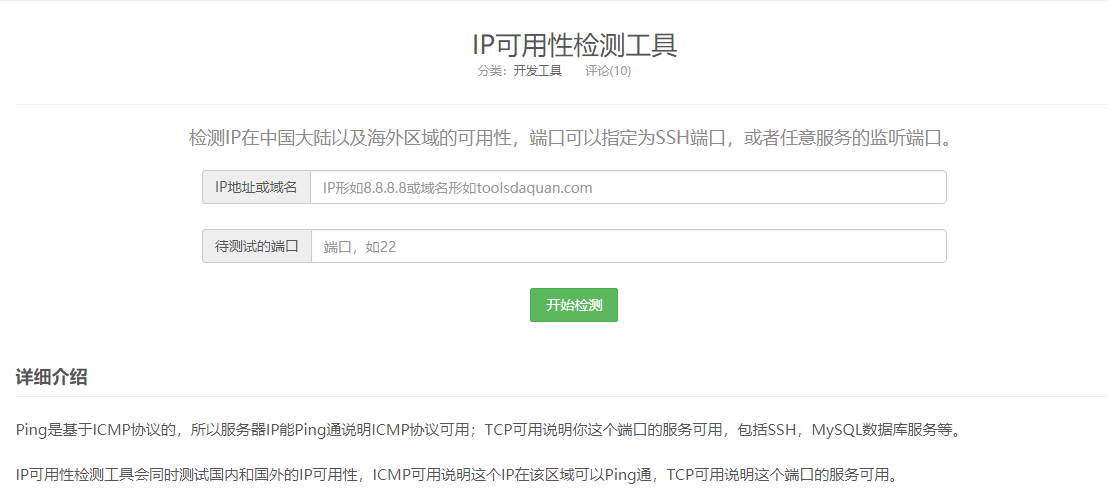 IP可用性检测工具
分类：开发工具 评论(10)
检测IP在中国大陆以及海外区域的可用性，端口可以指定为SSH端口，或者任意服务的监听端口。
IP地址或域名 IP形如8.8.8.8或域名形如toolsdaquan.com
待测试的端口 端口，如22
开始检测
详细介绍
Ping是基于ICMP协议的，所以服务器IP能Ping通说明ICMP协议可用；TCP可用说明你这个端口的服务可用，包括SSH，MySQL数据库服务等。
IP可用性检测工具会同时测试国内和国外的IP可用性，ICMP可用说明这个IP在该区域可以Ping通，TCP可用说明这个端口的服务可用。